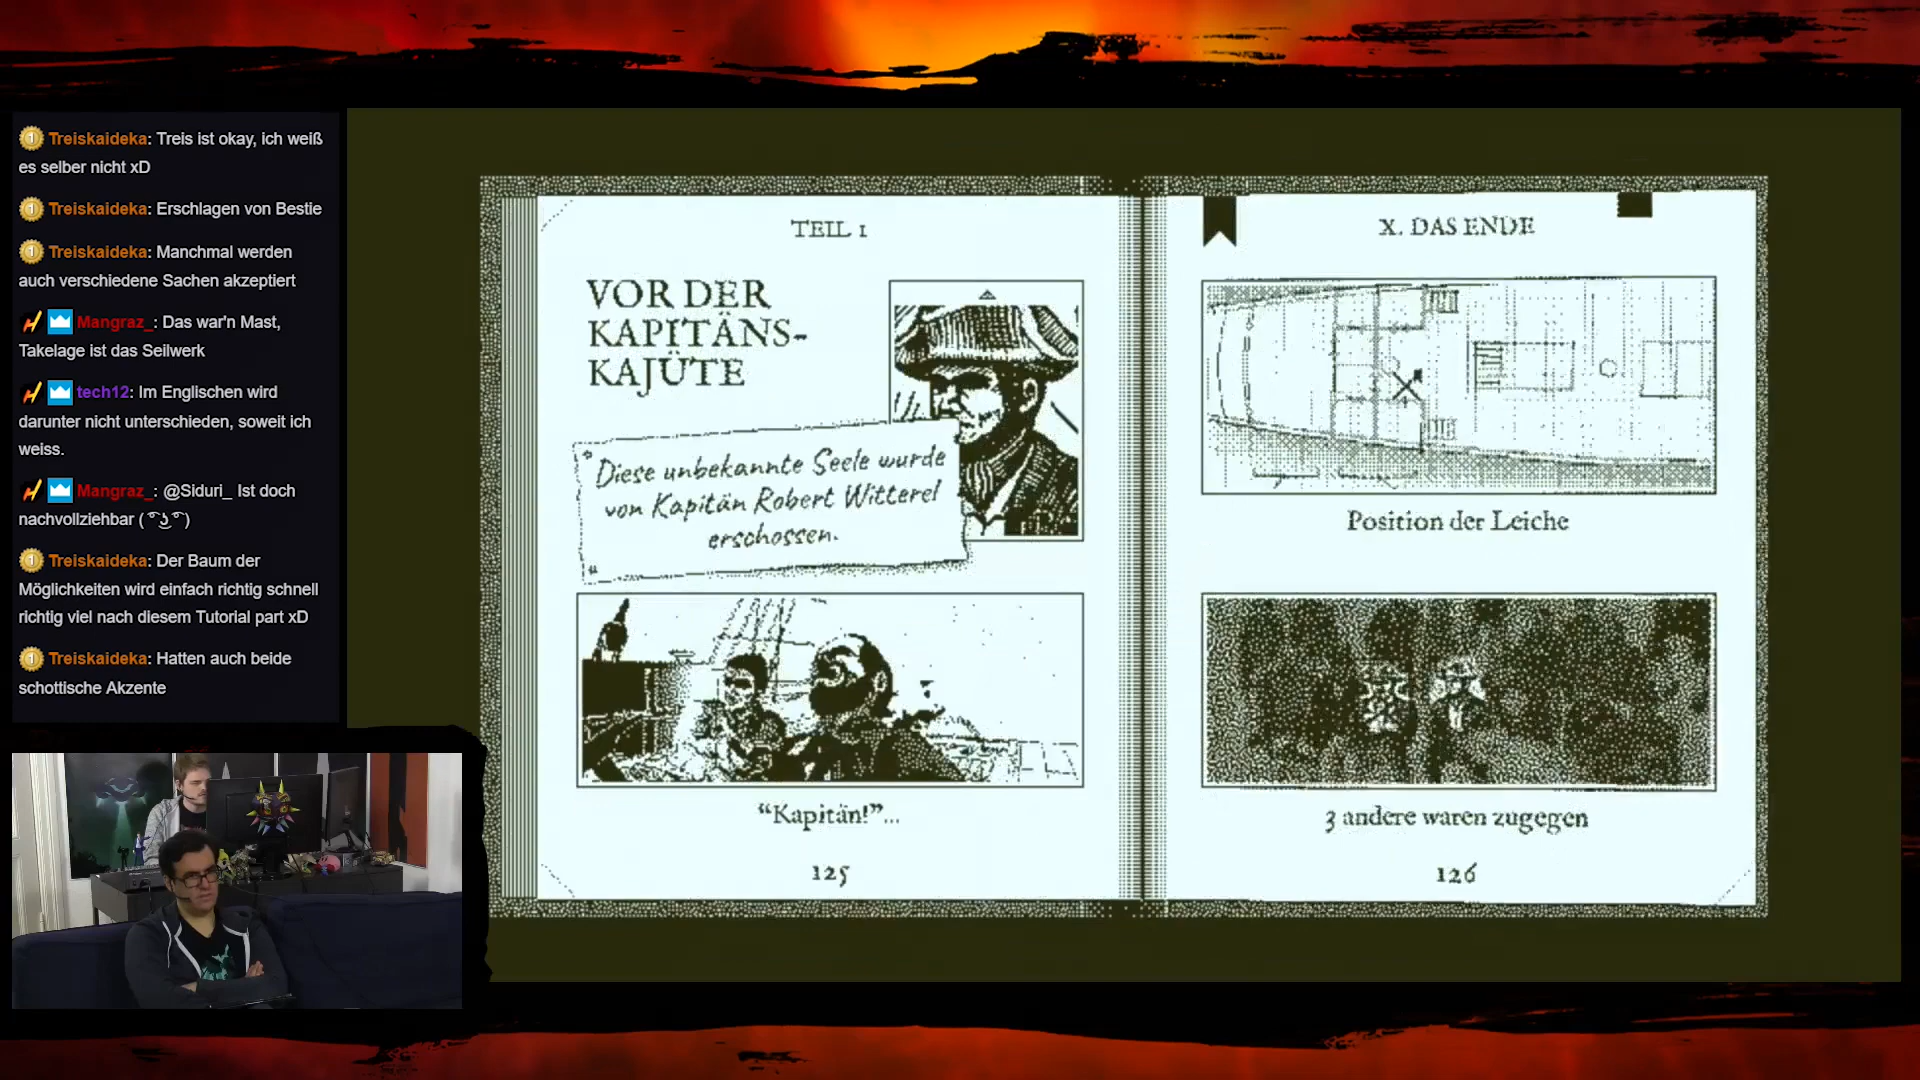 Treiskaideka: Treis ist okay, ich weiß
es selber nicht xD
Treiskaideka: Erschlagen von Bestie
Treiskaideka: Manchmal werden
auch verschiedene Sachen akzeptiert
Mangraz_: Das war'n Mast,
Takelage ist das Seilwerk
tech12: Im Englischen wird
darunter nicht unterschieden, soweit ich
weiss.
Mangraz_: @Siduri_ Ist doch
nachvollziehbar ( ͡° ͜ʖ ͡°)
Treiskaideka: Der Baum der
Möglichkeiten wird einfach richtig schnell
richtig viel nach diesem Tutorial part xD
Treiskaideka: Hatten auch beide
schottische Akzente
TEIL 1
VOR DER
KAPITÄNS-
KAJÜTE
Diese unbekannte Seele wurde
von Kapitän Robert Witterel
erschossen.
“Kapitän!”...
125
X. DAS ENDE
Position der Leiche
3 andere waren zugegen
126